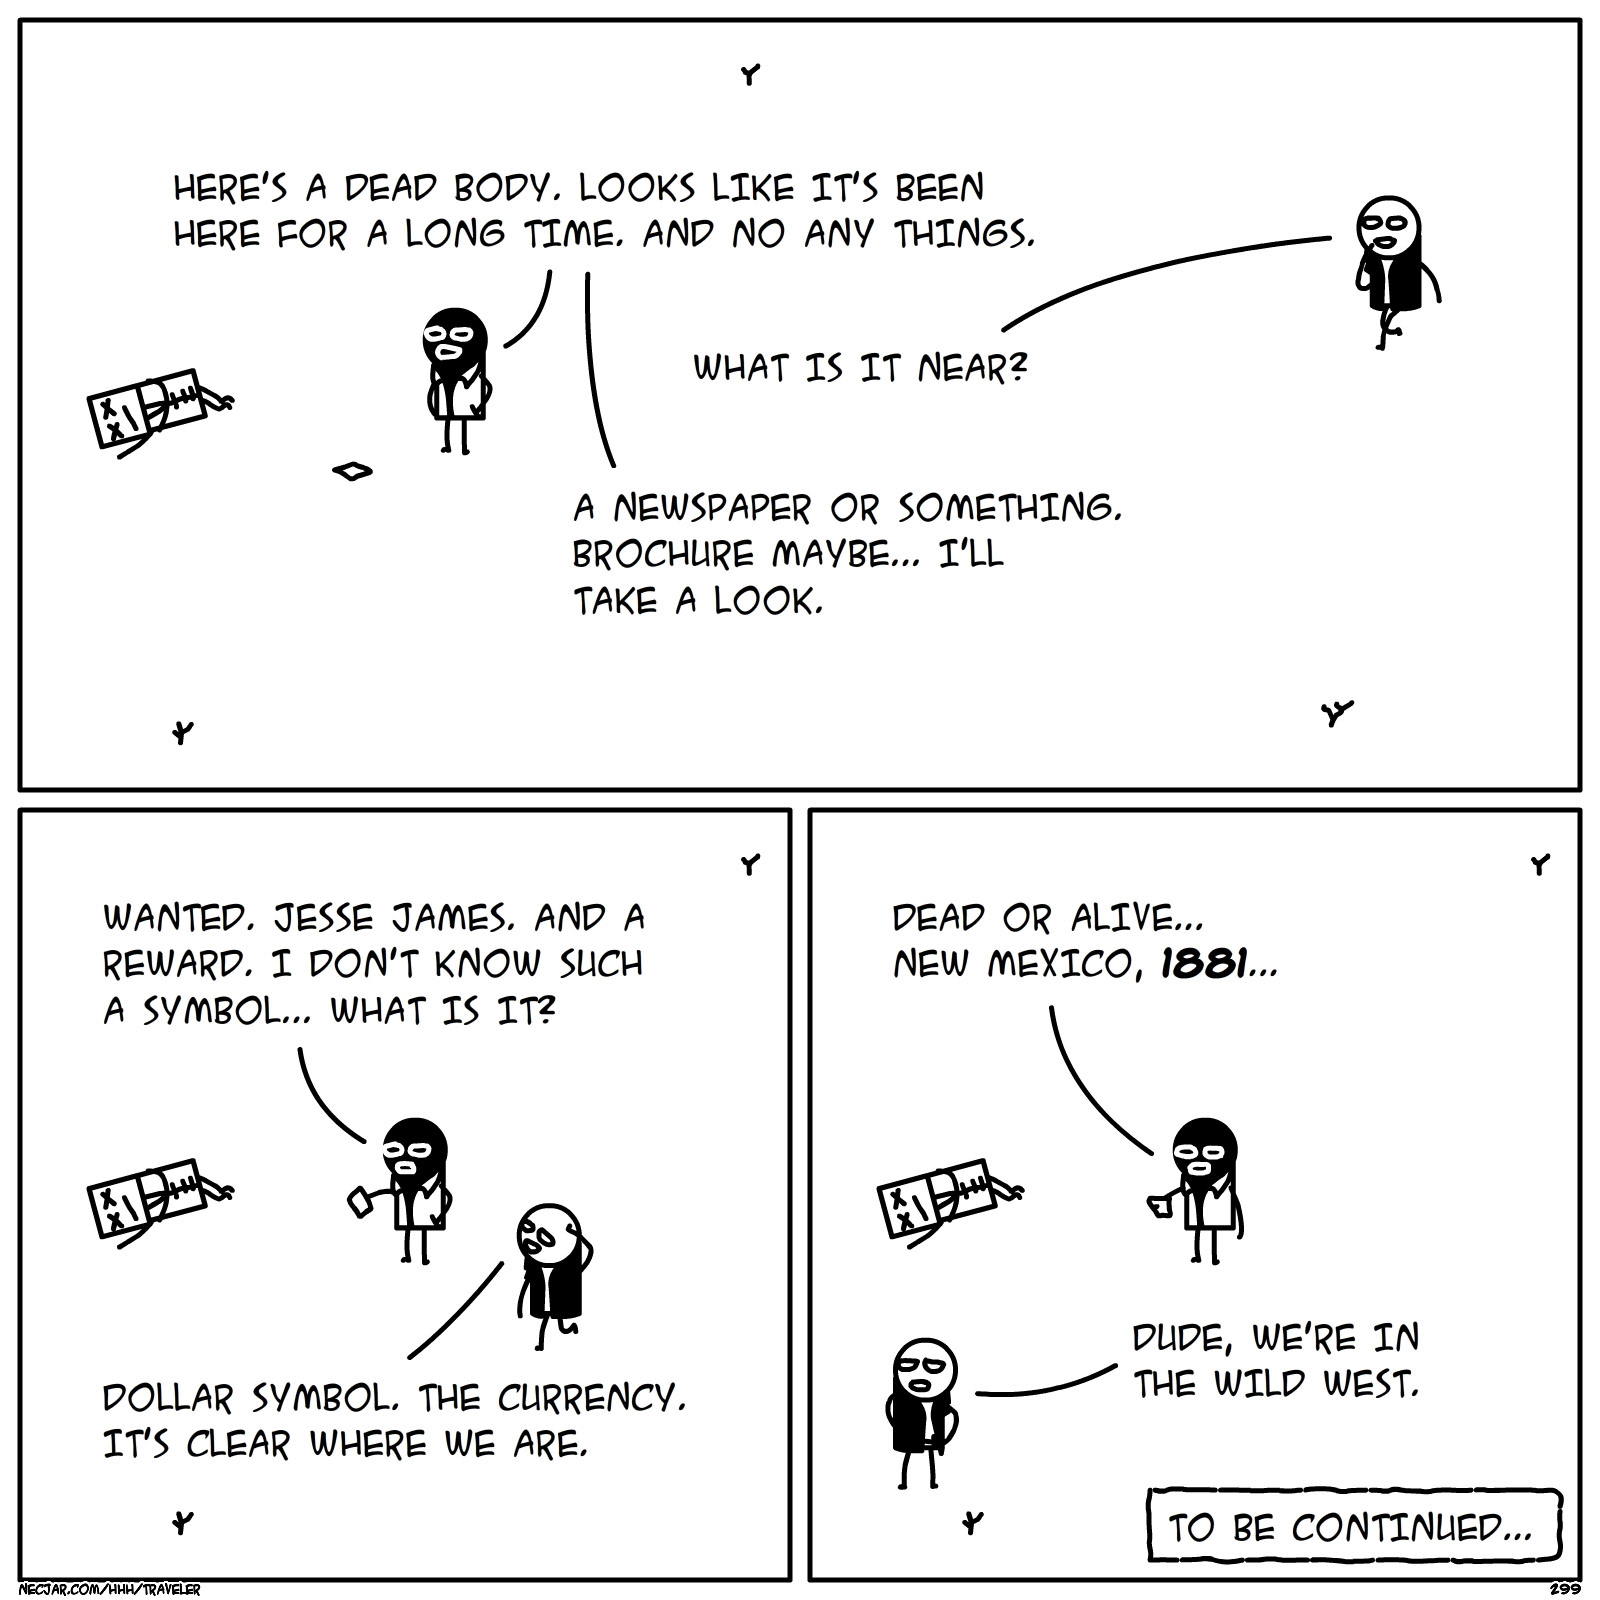 HERE'S A DEAD BODY. LOOKS LIKE IT'S BEEN
HERE FOR A LONG TIME. AND NO ANY THINGS.
WHAT IS IT NEAR?
A NEWSPAPER OR SOMETHING.
BROCHURE MAYBE... I'LL
TAKE A LOOK.
WANTED. JESSE JAMES. AND A
REWARD. I DON'T KNOW SUCH
A SYMBOL... WHAT IS IT?
DOLLAR SYMBOL. THE CURRENCY.
IT'S CLEAR WHERE WE ARE.
DEAD OR ALIVE...
NEW MEXICO, 1881...
DUDE, WE'RE IN
THE WILD WEST.
TO BE CONTINUED...
NECJAR.COM/HHH/TRAVELER
299